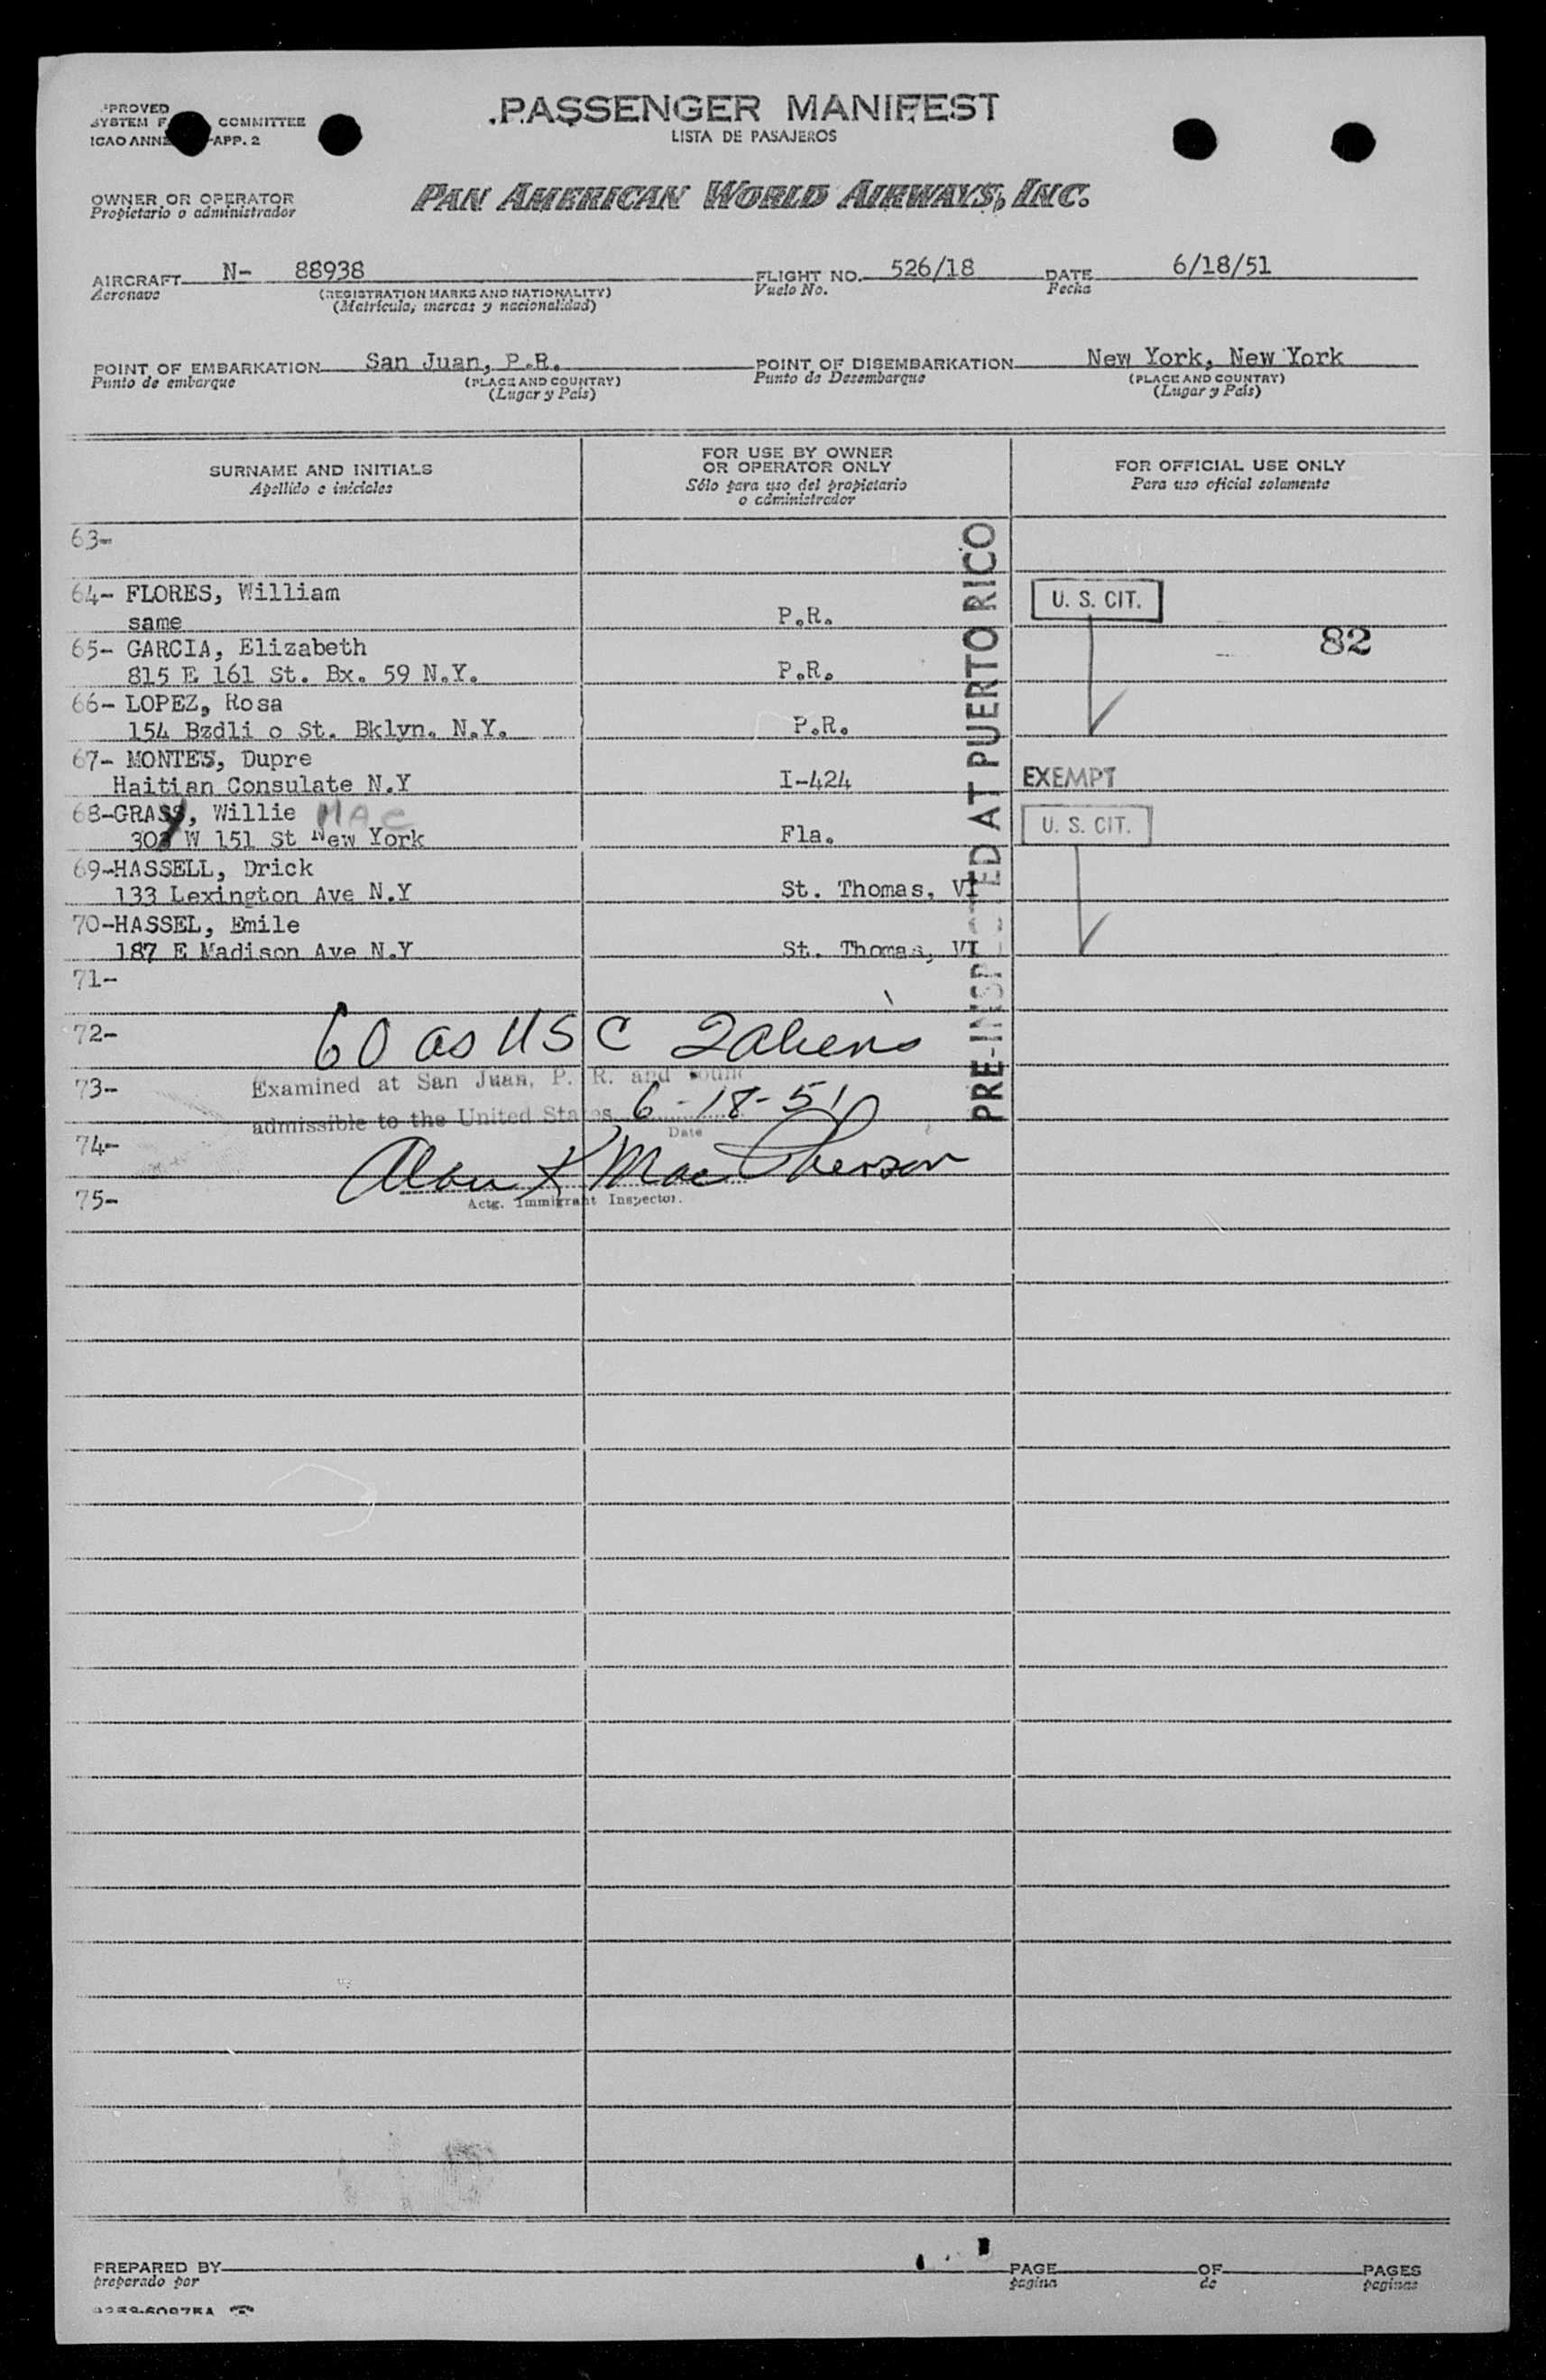 PASSENGER MANIFEST
LISTA DE PASAJEROS
COMMITTEE
APP. 2
OWNER OR OPERATOR
Propietario o administrador
PAN AMERICAN WORLD AIRWAYS, INC.
AIRCRAFT N- 88938 FLIGHT NO. 526/18 DATE 6/18/51
Aeronave (REGISTRATION MARKS AND NATIONALITY) Vuelo No. Fecha
(Matricula, marcas y nacionalidad)
POINT OF EMBARKATION San Juan, P.R. POINT OF DISEMBARKATION New York, New York
Punto de embarque (PLACE AND COUNTRY) Punto de Desembarque (PLACE AND COUNTRY)
(Lugar y País) (Lugar y País)
SURNAME AND INITIALS
Apellido e iniciales
FOR USE BY OWNER
OR OPERATOR ONLY
Sólo para uso del propietario
o administrador
FOR OFFICIAL USE ONLY
Para uso oficial solamente
63-
64- FLORES, William U. S. CIT.
same P.R.
65- GARCIA, Elizabeth 82
815 E 161 St. Bx. 59 N.Y. P.R.
66- LOPEZ, Rosa
154 Bzdli o St. Bklyn. N.Y. P.R.
67- MONTES, Dupre
Haitian Consulate N.Y I-424 EXEMPT
68-GRAY, Willie MAC
W 151 St New York Fla. U. S. CIT.
69-HASSELL, Drick
133 Lexington Ave N.Y St. Thomas, VI
70-HASSEL, Emile
187 E Madison Ave N.Y St. Thomas, VI
71-
72- 60 as USC 2 aliens
73- Examined at San Juan, P. R. and found
admissible to the United States 6-18-51
Date
74-
Alan K MacPherson
75- Actg. Immigrant Inspector.
PRE-INSPECTED AT PUERTO RICO
PREPARED BY PAGE OF PAGES
preparado por pagina de paginas